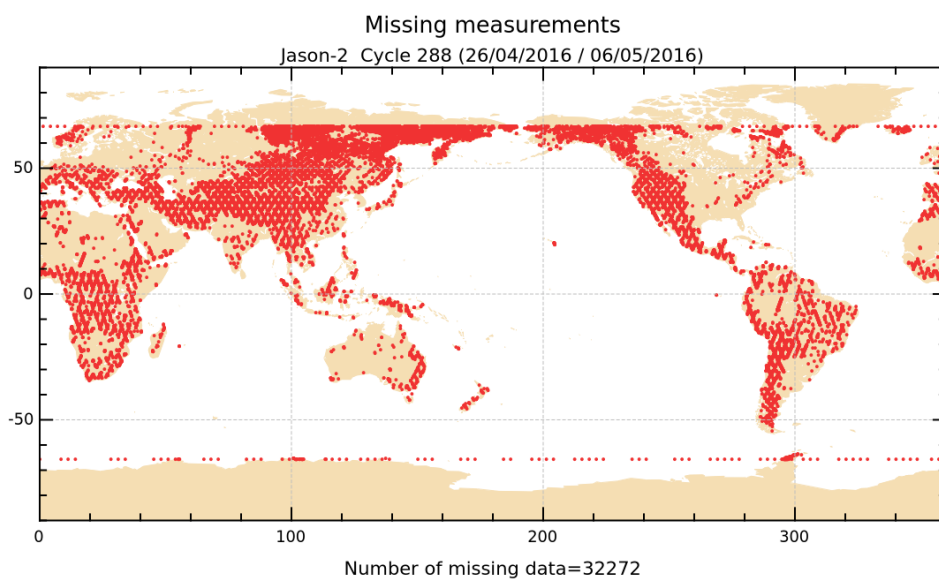 Missing measurements
Jason-2  Cycle 288 (26/04/2016 / 06/05/2016)
50
0
-50
0 100 200 300
Number of missing data=32272